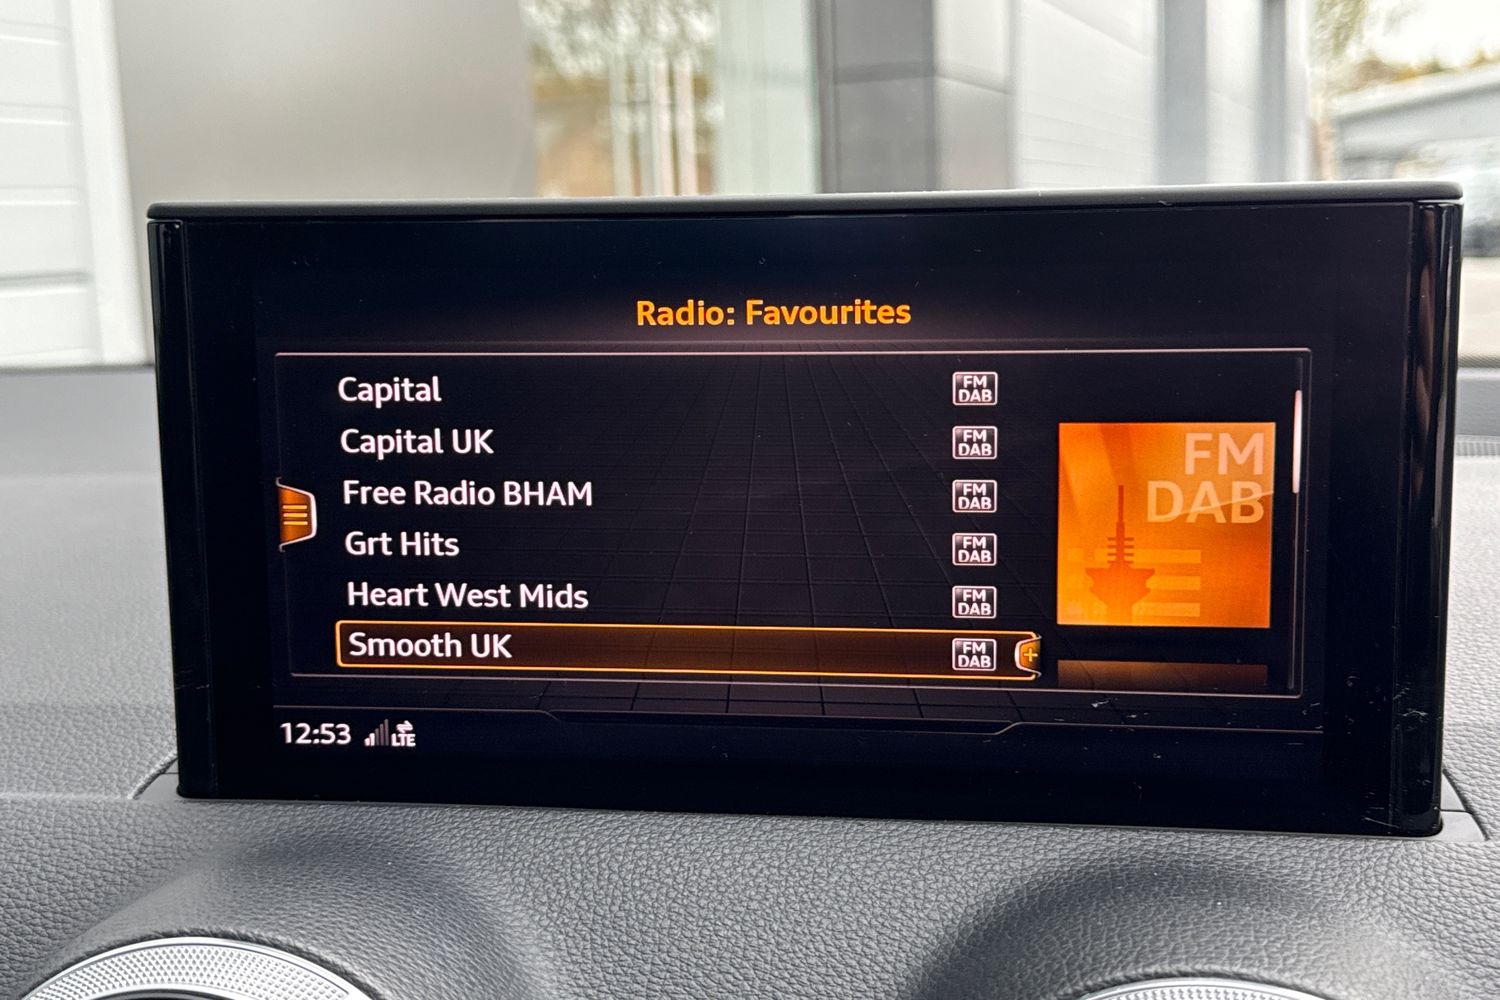 Radio: Favourites
Capital FM DAB
Capital UK FM DAB
Free Radio BHAM FM DAB
Grt Hits FM DAB
Heart West Mids FM DAB
Smooth UK FM DAB +
FM
DAB
12:53 LTE